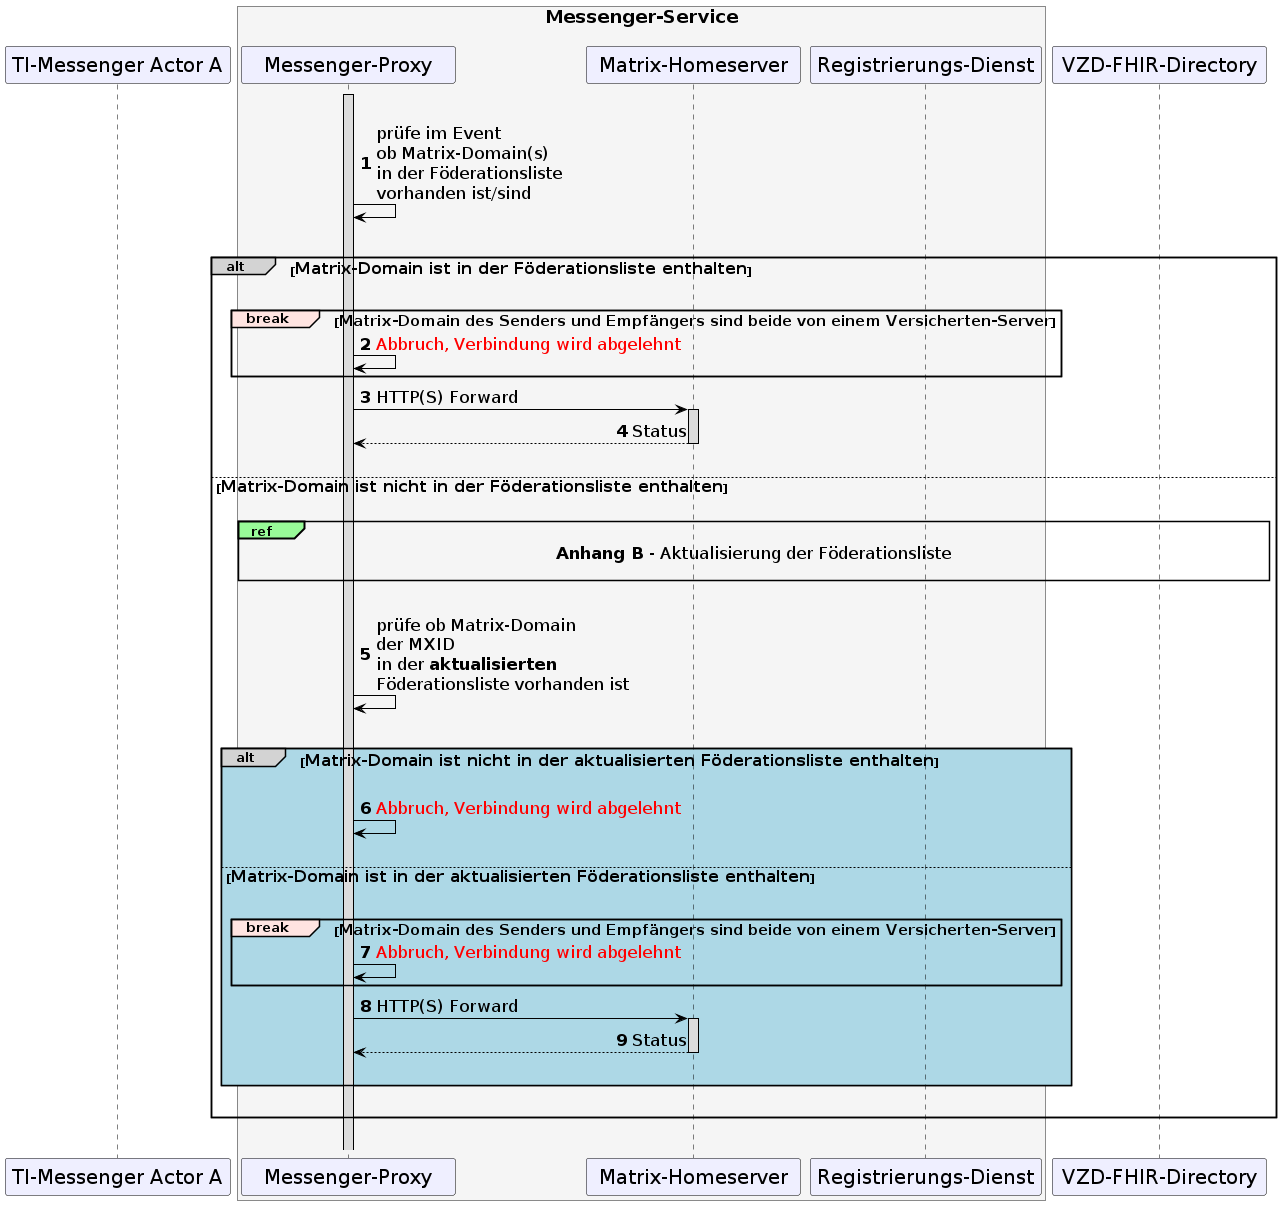 Messenger-Service
TI-Messenger Actor A
Messenger-Proxy
Matrix-Homeserver
Registrierungs-Dienst
VZD-FHIR-Directory
prüfe im Event
ob Matrix-Domain(s)
1
in der Föderationsliste
vorhanden ist/sind
alt [Matrix-Domain ist in der Föderationsliste enthalten]
break [Matrix-Domain des Senders und Empfängers sind beide von einem Versicherten-Server]
2 Abbruch, Verbindung wird abgelehnt
3 HTTP(S) Forward
4 Status
[Matrix-Domain ist nicht in der Föderationsliste enthalten]
ref
Anhang B - Aktualisierung der Föderationsliste
prüfe ob Matrix-Domain
der MXID
5
in der aktualisierten
Föderationsliste vorhanden ist
alt [Matrix-Domain ist nicht in der aktualisierten Föderationsliste enthalten]
6 Abbruch, Verbindung wird abgelehnt
[Matrix-Domain ist in der aktualisierten Föderationsliste enthalten]
break [Matrix-Domain des Senders und Empfängers sind beide von einem Versicherten-Server]
7 Abbruch, Verbindung wird abgelehnt
8 HTTP(S) Forward
9 Status
TI-Messenger Actor A
Messenger-Proxy
Matrix-Homeserver
Registrierungs-Dienst
VZD-FHIR-Directory